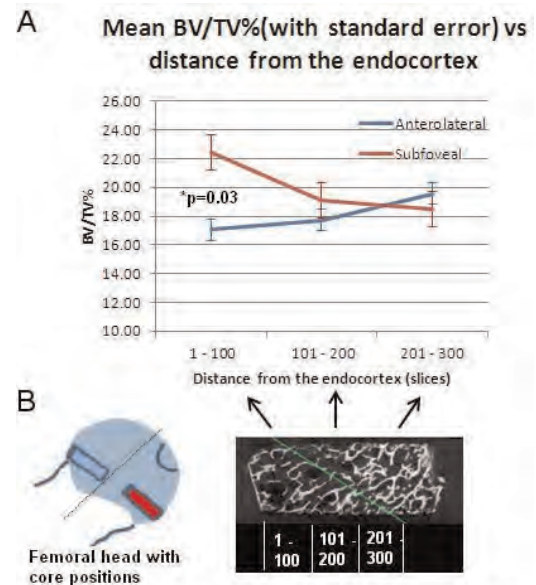 A
Mean BV/TV%(with standard error) vs
distance from the endocortex
26.00
24.00
22.00
20.00
18.00
16.00
14.00
12.00
10.00
BV/TV%
Anterolateral
Subfoveal
*p=0.03
1 - 100
101 - 200
201 - 300
Distance from the endocortex (slices)
B
Femoral head with
core positions
1 -
100
101 -
200
201 -
300